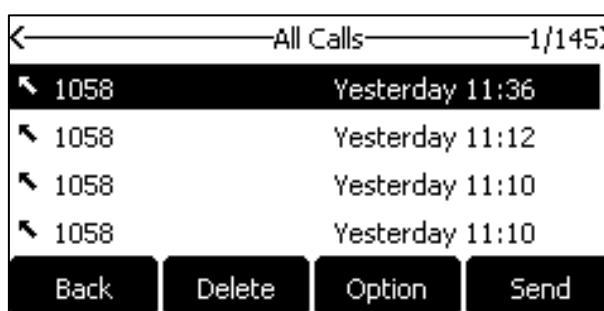 All Calls 1/145
1058 Yesterday 11:36
1058 Yesterday 11:12
1058 Yesterday 11:10
1058 Yesterday 11:10
Back Delete Option Send